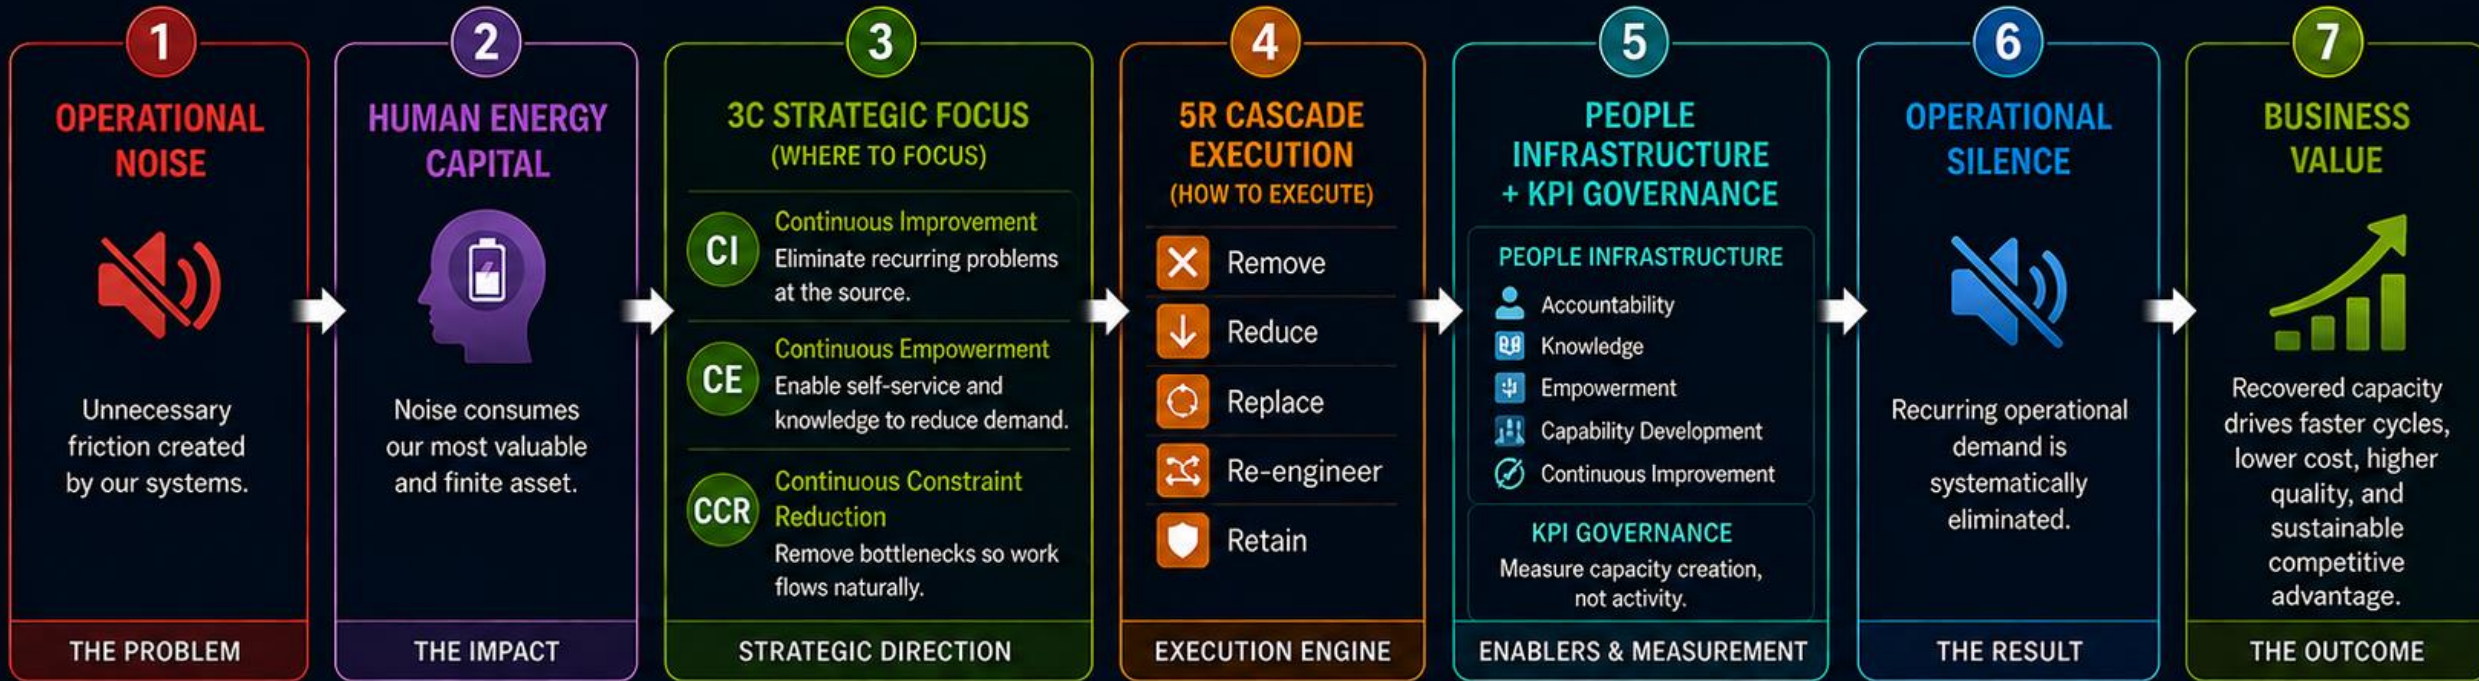 1
OPERATIONAL
NOISE
Unnecessary
friction created
by our systems.
THE PROBLEM
2
HUMAN ENERGY
CAPITAL
Noise consumes
our most valuable
and finite asset.
THE IMPACT
3
3C STRATEGIC FOCUS
(WHERE TO FOCUS)
CI
Continuous Improvement
Eliminate recurring problems
at the source.
CE
Continuous Empowerment
Enable self-service and
knowledge to reduce demand.
CCR
Continuous Constraint
Reduction
Remove bottlenecks so work
flows naturally.
STRATEGIC DIRECTION
4
5R CASCADE
EXECUTION
(HOW TO EXECUTE)
Remove
Reduce
Replace
Re-engineer
Retain
EXECUTION ENGINE
5
PEOPLE
INFRASTRUCTURE
+ KPI GOVERNANCE
PEOPLE INFRASTRUCTURE
Accountability
Knowledge
Empowerment
Capability Development
Continuous Improvement
KPI GOVERNANCE
Measure capacity creation,
not activity.
ENABLERS & MEASUREMENT
6
OPERATIONAL
SILENCE
Recurring operational
demand is
systematically
eliminated.
THE RESULT
7
BUSINESS
VALUE
Recovered capacity
drives faster cycles,
lower cost, higher
quality, and
sustainable
competitive
advantage.
THE OUTCOME